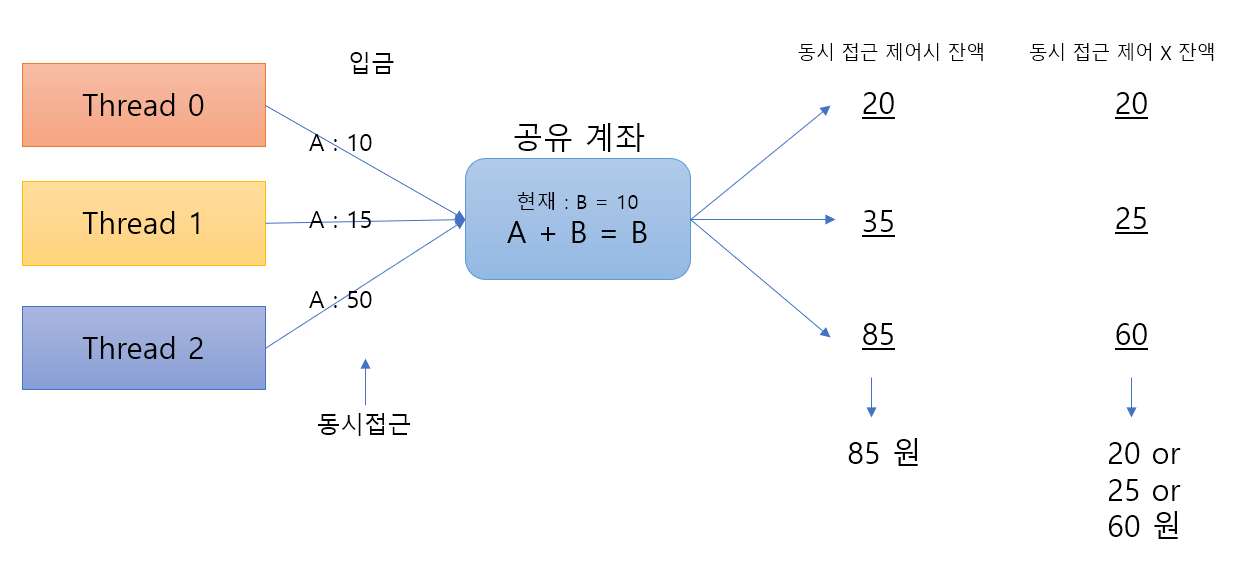 입금
동시 접근 제어시 잔액
동시 접근 제어 X 잔액
Thread 0
A : 10
공유 계좌
20
20
Thread 1
A : 15
현재 : B = 10
A + B = B
35
25
Thread 2
A : 50
85
60
동시접근
85 원
20 or
25 or
60 원